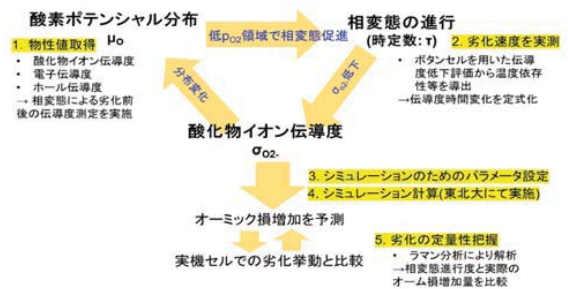 酸素ポテンシャル分布
μO
低pO2領域で相変態促進
相変態の進行
(時定数: τ)
1. 物性値取得
• 酸化物イオン伝導度
• 電子伝導度
• ホール伝導度
→ 相変態による劣化前
後の伝導度測定を実施
分布変化
σO2-低下
2. 劣化速度を実測
• ボタンセルを用いた伝導
度低下評価から温度依存
性等を導出
→伝導度時間変化を定式化
酸化物イオン伝導度
σO2-
3. シミュレーションのためのパラメータ設定
4. シミュレーション計算(東北大にて実施)
オーミック損増加を予測
実機セルでの劣化挙動と比較
5. 劣化の定量性把握
• ラマン分析により解析
→相変態進行度と実際の
オーム損増加量を比較